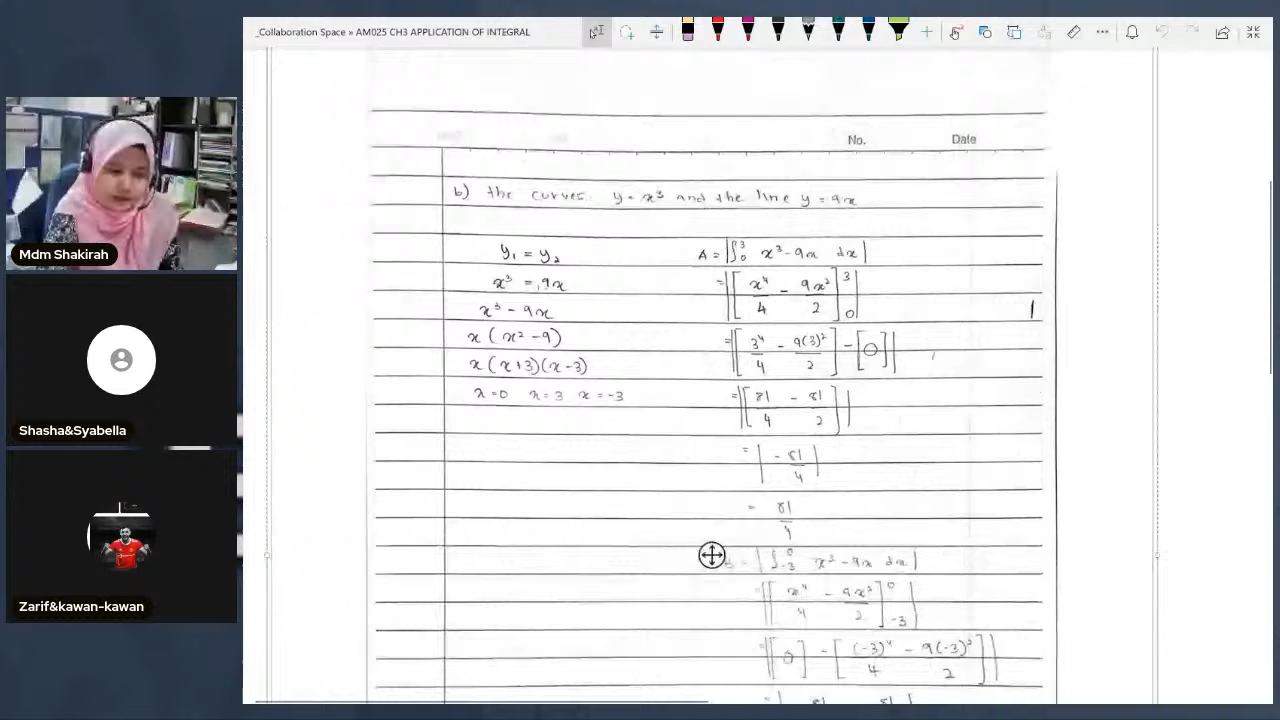 _Collaboration Space » AM025 CH3 APPLICATION OF INTEGRAL
Mdm Shakirah
Shasha&Syabella
Zarif&kawan-kawan
No. Date
b) the curves. y = x³ and the line y = 9x
y₁ = y₂
x³ = 9x
x³ - 9x
x (x² - 9)
x (x+3)(x-3)
x = 0 x = 3 x = -3
A = |∫₀³ x³ - 9x dx|
= |[x⁴/4 - 9x²/2]³₀|
= |[3⁴/4 - 9(3)²/2] - [0]|
= |[81/4 - 81/2]|
= |-81/4|
= 81/4
= |∫₋₃⁰ x³ - 9x dx|
= |[x⁴/4 - 9x²/2]⁰₋₃|
= |[0] - [(-3)⁴/4 - 9(-3)²/2]|